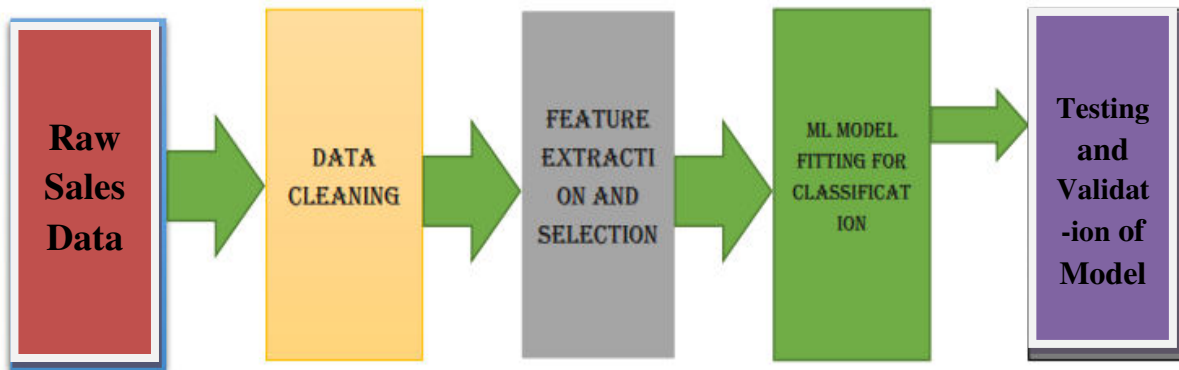 Raw
Sales
Data
DATA
CLEANING
FEATURE
EXTRACTI
ON AND
SELECTION
ML MODEL
FITTING FOR
CLASSIFICAT
ION
Testing
and
Validat
-ion of
Model